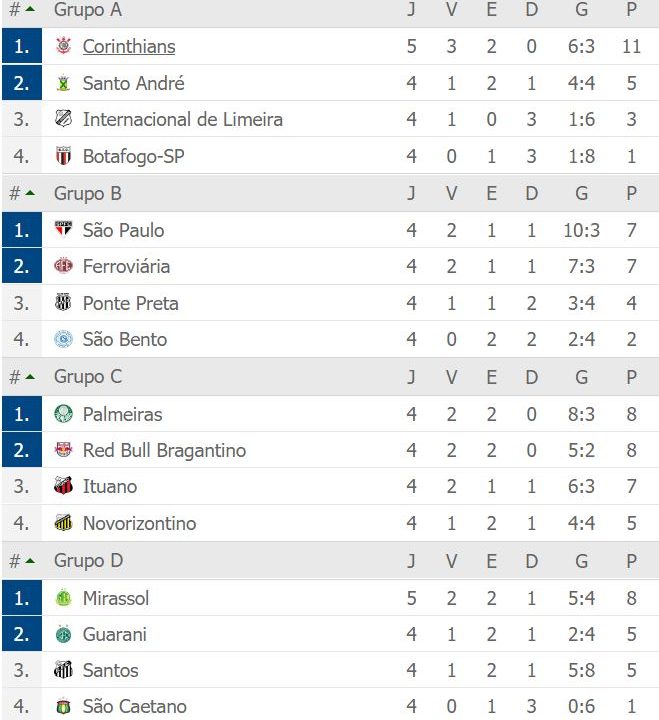 # Grupo A J V E D G P
1. Corinthians 5 3 2 0 6:3 11
2. Santo André 4 1 2 1 4:4 5
3. Internacional de Limeira 4 1 0 3 1:6 3
4. Botafogo-SP 4 0 1 3 1:8 1
# Grupo B J V E D G P
1. São Paulo 4 2 1 1 10:3 7
2. Ferroviária 4 2 1 1 7:3 7
3. Ponte Preta 4 1 1 2 3:4 4
4. São Bento 4 0 2 2 2:4 2
# Grupo C J V E D G P
1. Palmeiras 4 2 2 0 8:3 8
2. Red Bull Bragantino 4 2 2 0 5:2 8
3. Ituano 4 2 1 1 6:3 7
4. Novorizontino 4 1 2 1 4:4 5
# Grupo D J V E D G P
1. Mirassol 5 2 2 1 5:4 8
2. Guarani 4 1 2 1 2:4 5
3. Santos 4 1 2 1 5:8 5
4. São Caetano 4 0 1 3 0:6 1